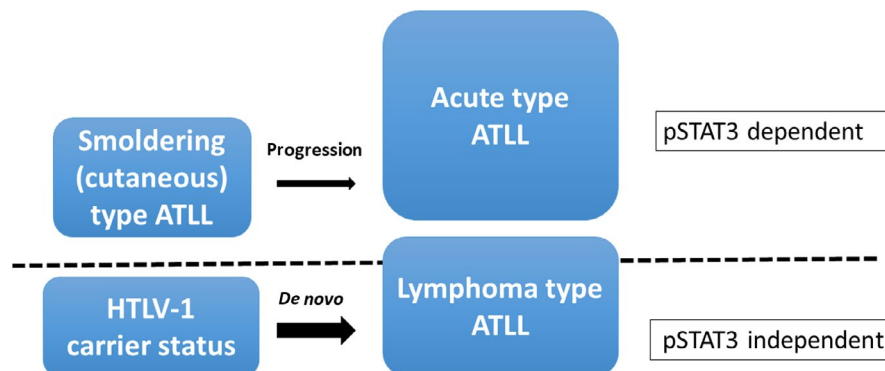 Smoldering
(cutaneous)
type ATLL
Progression
Acute type
ATLL
pSTAT3 dependent
HTLV-1
carrier status
De novo
Lymphoma type
ATLL
pSTAT3 independent